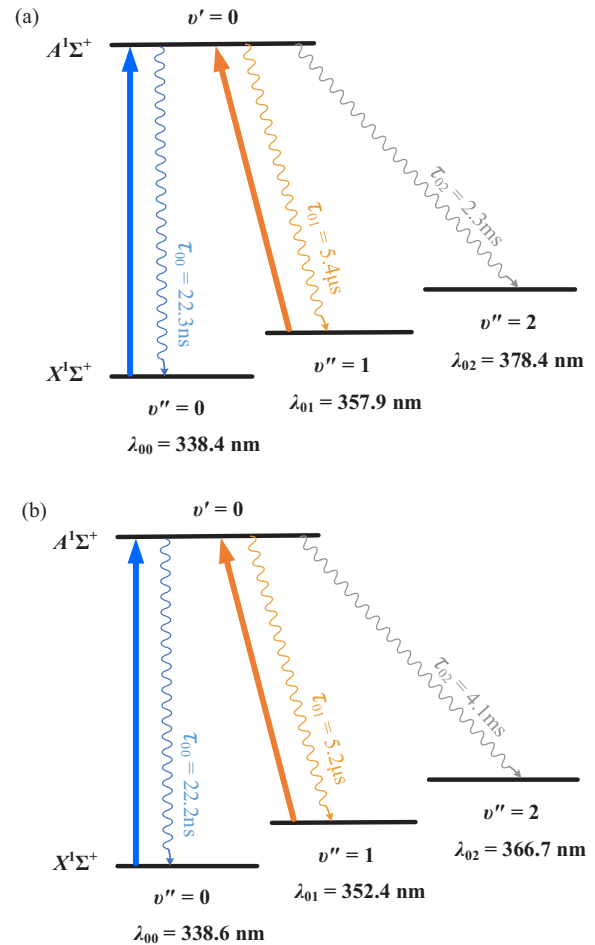 (a)
υ′ = 0
A¹Σ⁺
τ₀₀ = 22.3ns
τ₀₁ = 5.4μs
τ₀₂ = 2.3ms
υ″ = 2
λ₀₂ = 378.4 nm
υ″ = 1
λ₀₁ = 357.9 nm
X¹Σ⁺
υ″ = 0
λ₀₀ = 338.4 nm
(b)
υ′ = 0
A¹Σ⁺
τ₀₀ = 22.2ns
τ₀₁ = 5.2μs
τ₀₂ = 4.1ms
υ″ = 2
λ₀₂ = 366.7 nm
υ″ = 1
λ₀₁ = 352.4 nm
X¹Σ⁺
υ″ = 0
λ₀₀ = 338.6 nm